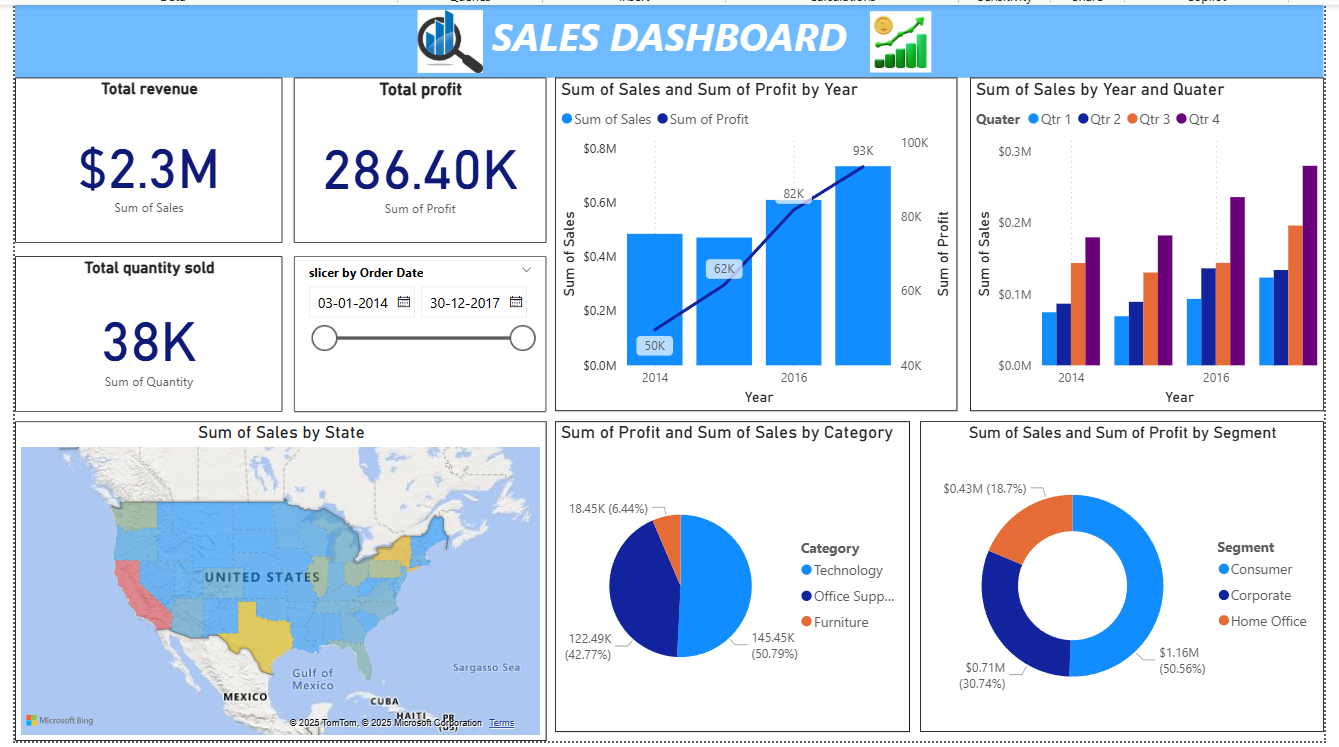 SALES DASHBOARD
Total revenue
$2.3M
Sum of Sales
Total profit
286.40K
Sum of Profit
Total quantity sold
38K
Sum of Quantity
slicer by Order Date
03-01-2014
30-12-2017
Sum of Sales and Sum of Profit by Year
Sum of Sales Sum of Profit
Sum of Sales
$0.8M
$0.6M
$0.4M
$0.2M
$0.0M
50K
62K
82K
93K
100K
80K
60K
40K
Sum of Profit
2014
2016
Year
Sum of Sales by Year and Quater
Quater Qtr 1 Qtr 2 Qtr 3 Qtr 4
Sum of Sales
$0.3M
$0.2M
$0.1M
$0.0M
2014
2016
Year
Sum of Sales by State
UNITED STATES
Gulf of
Mexico
Sargasso Sea
MEXICO
CUBA
HAITI
PR
(US)
Microsoft Bing
© 2025 TomTom, © 2025 Microsoft Corporation Terms
Sum of Profit and Sum of Sales by Category
18.45K (6.44%)
122.49K
(42.77%)
145.45K
(50.79%)
Category
Technology
Office Supp...
Furniture
Sum of Sales and Sum of Profit by Segment
$0.43M (18.7%)
$0.71M
(30.74%)
$1.16M
(50.56%)
Segment
Consumer
Corporate
Home Office